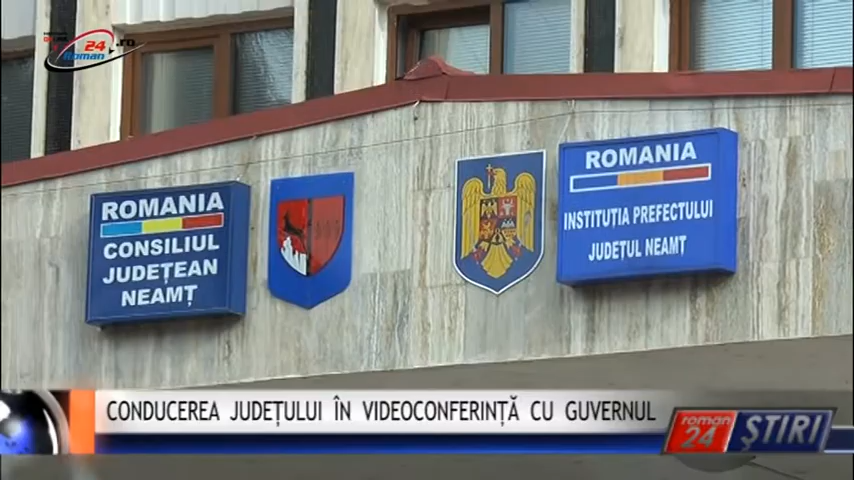 Roman 24 .ro
ROMANIA
CONSILIUL
JUDEȚEAN
NEAMȚ
ROMANIA
INSTITUȚIA PREFECTULUI
JUDEȚUL NEAMȚ
CONDUCEREA JUDEȚULUI ÎN VIDEOCONFERINȚĂ CU GUVERNUL
roman
24
ȘTIRI